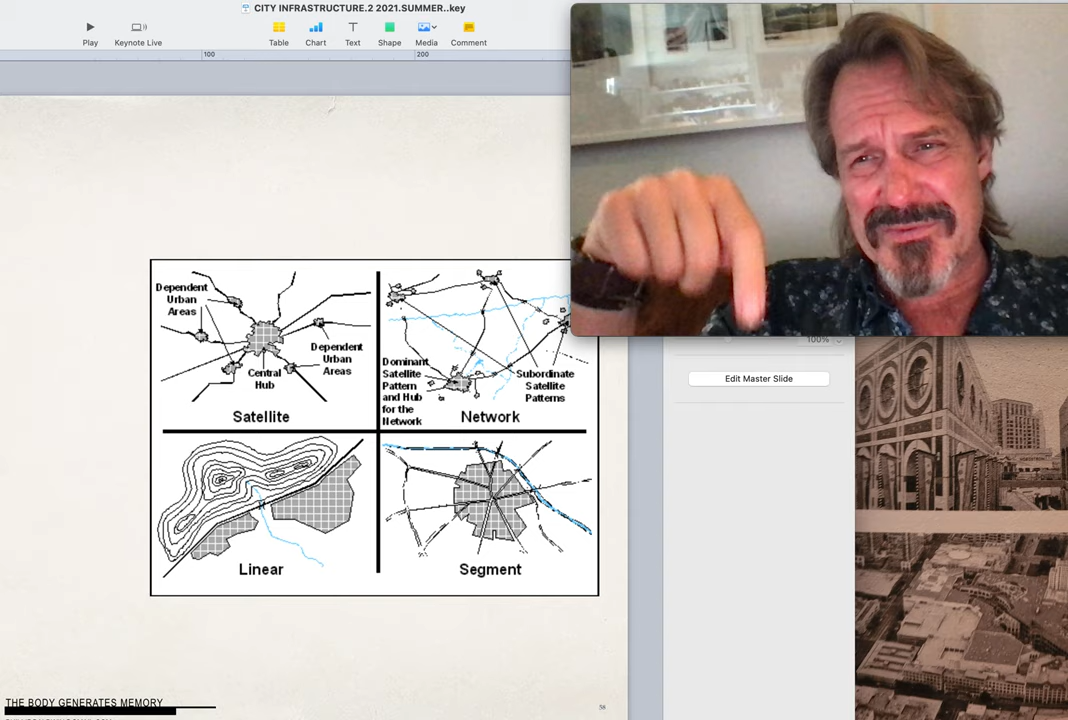 CITY INFRASTRUCTURE.2 2021.SUMMER..key
Play
Keynote Live
Table
Chart
Text
Shape
Media
Comment
100
200
Dependent
Urban
Areas
Dependent
Urban
Areas
Central
Hub
Satellite
Dominant
Satellite
Pattern
and Hub
for the
Network
Subordinate
Satellite
Patterns
Network
Linear
Segment
100%
Edit Master Slide
THE BODY GENERATES MEMORY
58